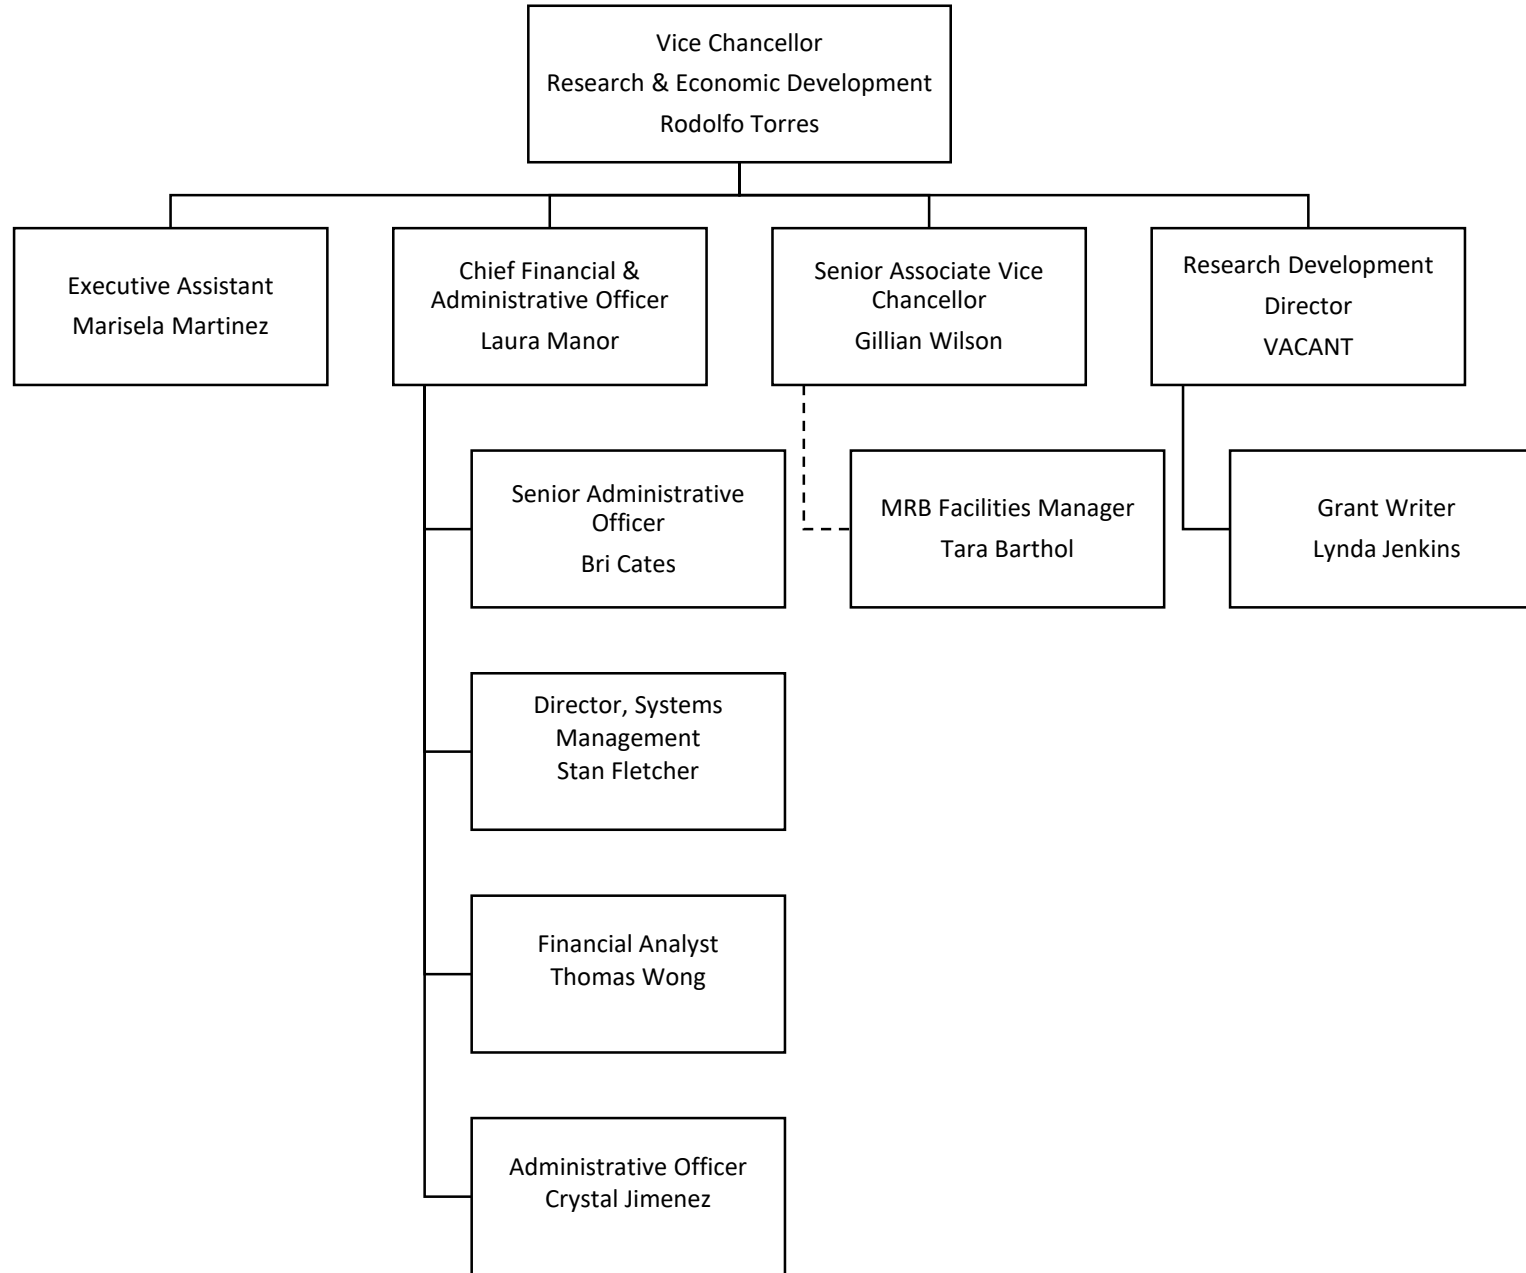 Vice Chancellor
Research & Economic Development
Rodolfo Torres
Executive Assistant
Marisela Martinez
Chief Financial &
Administrative Officer
Laura Manor
Senior Associate Vice
Chancellor
Gillian Wilson
Research Development
Director
VACANT
Senior Administrative
Officer
Bri Cates
MRB Facilities Manager
Tara Barthol
Grant Writer
Lynda Jenkins
Director, Systems
Management
Stan Fletcher
Financial Analyst
Thomas Wong
Administrative Officer
Crystal Jimenez